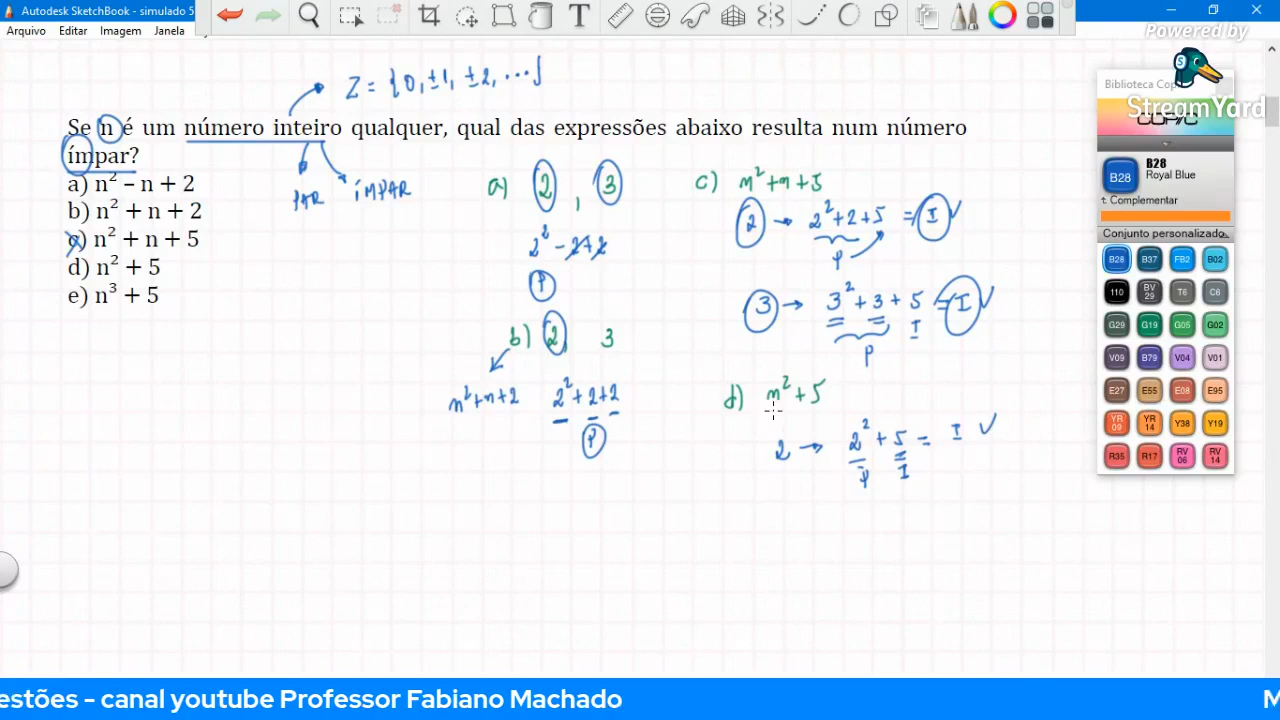 Autodesk SketchBook - simulado 5
Arquivo Editar Imagem Janela
Powered by
StreamYard
Z = {0, ±1, ±2, ...}
Se n é um número inteiro qualquer, qual das expressões abaixo resulta num número
ímpar?
a) n² – n + 2
b) n² + n + 2
c) n² + n + 5
d) n² + 5
e) n³ + 5
PAR ÍMPAR
a) 2, 3
2² - 2+2
P
b) 2, 3
n²+n+2 2²+2+2
P
c) n²+n+5
2 → 2²+2+5 = I ✓
P
3 → 3²+3+5 = I ✓
P I
d) n²+5
2 → 2²+5 = I ✓
P I
Biblioteca Cop
COPIC
B28
B28
Royal Blue
Complementar
Conjunto personalizado
B28 B37 FB2 B02
110 BV29 T6 C6
G29 G19 G05 G02
V09 B79 V04 V01
E27 E55 E08 E95
YR09 YR14 Y38 Y19
R35 R17 RV06 RV14
estões - canal youtube Professor Fabiano Machado
M